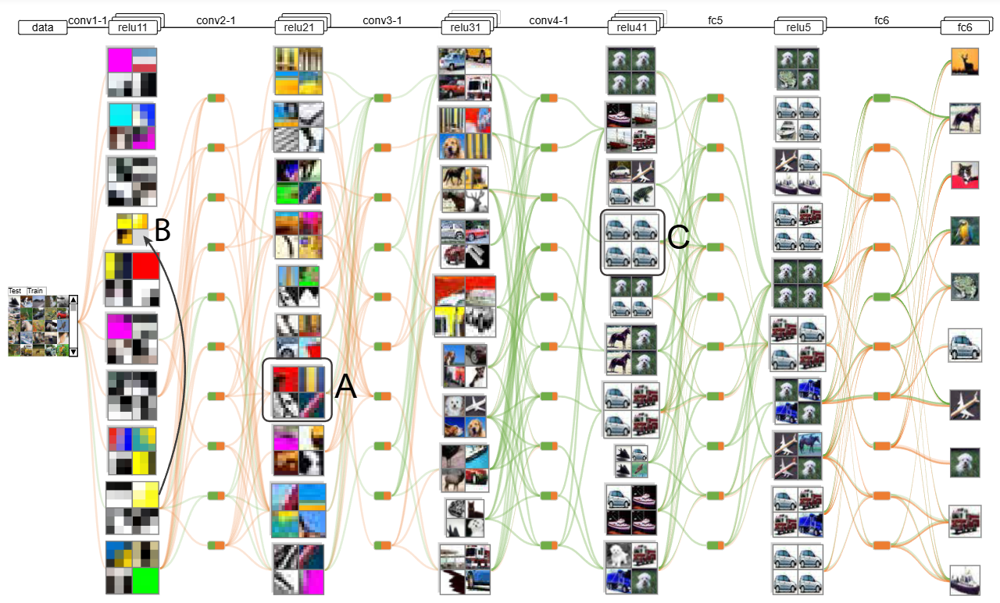 conv1-1 conv2-1 conv3-1 conv4-1 fc5 fc6
data relu11 relu21 relu31 relu41 relu5 fc6
B
C
Test Train
A